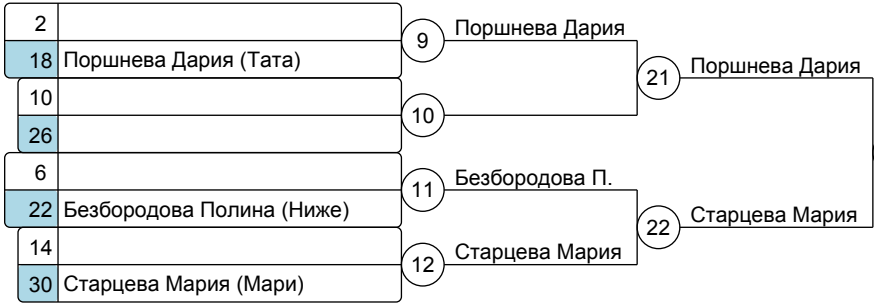 2
18 Поршнева Дария (Тата)
9 Поршнева Дария
10
26
10
21 Поршнева Дария
6
22 Безбородова Полина (Ниже)
11 Безбородова П.
14
30 Старцева Мария (Мари)
12 Старцева Мария
22 Старцева Мария